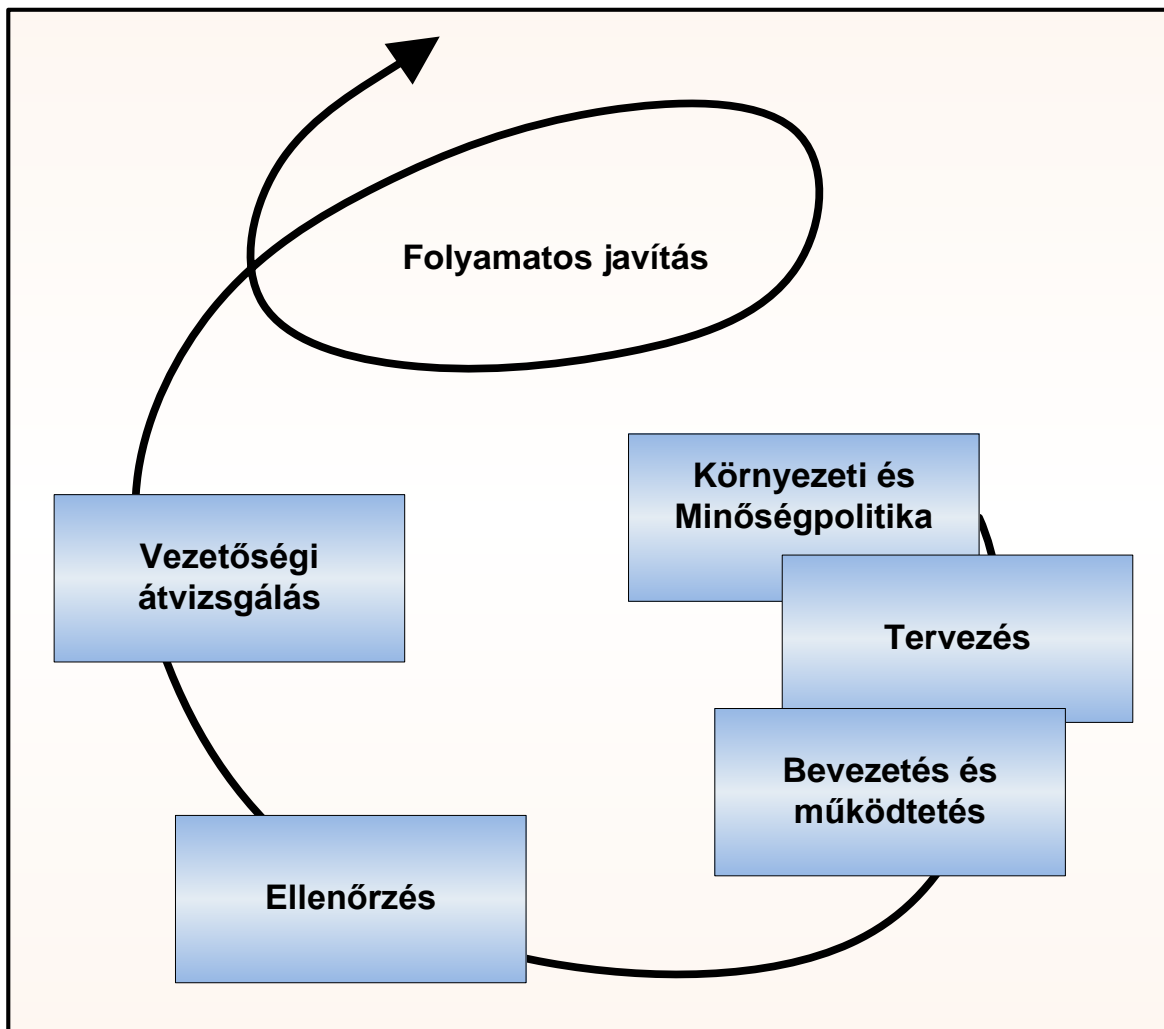 Folyamatos javítás
Környezeti és
Minőségpolitika
Tervezés
Bevezetés és
működtetés
Ellenőrzés
Vezetőségi
átvizsgálás